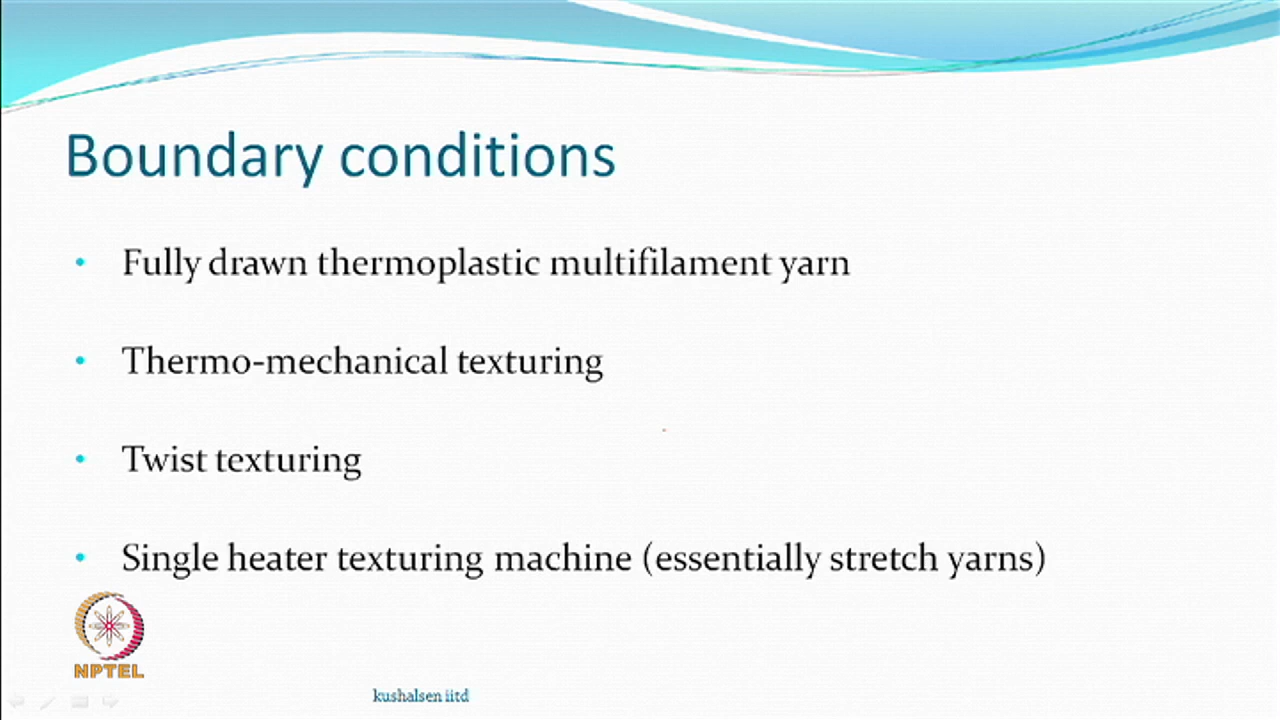 Boundary conditions
• Fully drawn thermoplastic multifilament yarn
• Thermo-mechanical texturing
• Twist texturing
• Single heater texturing machine (essentially stretch yarns)
NPTEL
kushalsen iitd